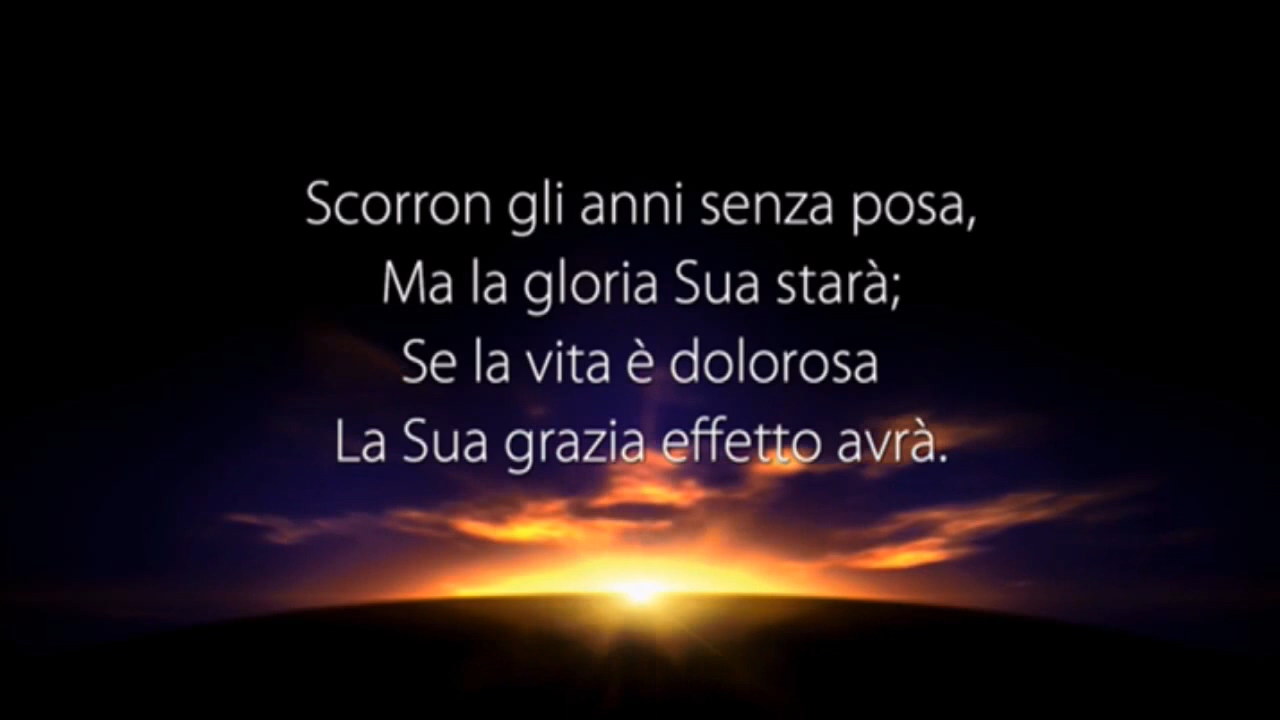 Scorron gli anni senza posa,
Ma la gloria Sua starà;
Se la vita è dolorosa
La Sua grazia effetto avrà.